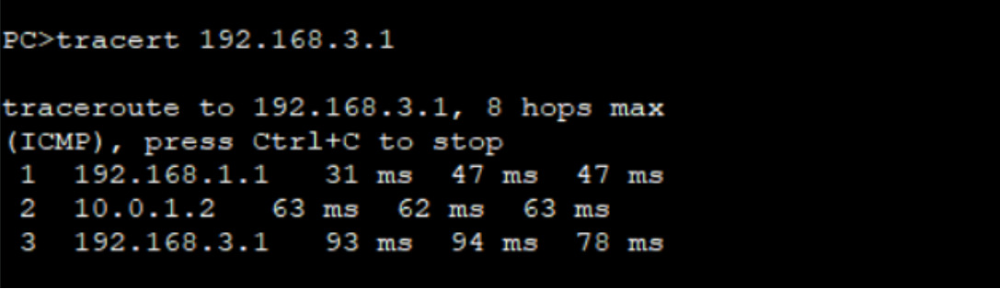 PC>tracert 192.168.3.1
traceroute to 192.168.3.1, 8 hops max
(ICMP), press Ctrl+C to stop
1 192.168.1.1 31 ms 47 ms 47 ms
2 10.0.1.2 63 ms 62 ms 63 ms
3 192.168.3.1 93 ms 94 ms 78 ms